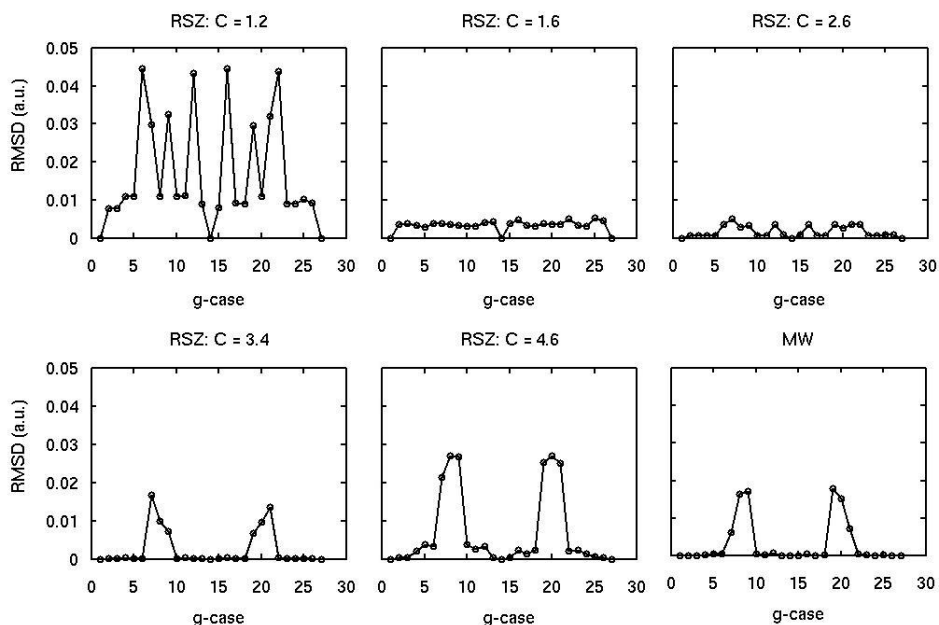 RSZ: C = 1.2
RSZ: C = 1.6
RSZ: C = 2.6
RMSD (a.u.)
0.05
0.04
0.03
0.02
0.01
0
0 5 10 15 20 25 30
0 5 10 15 20 25 30
0 5 10 15 20 25 30
g-case
g-case
g-case
RSZ: C = 3.4
RSZ: C = 4.6
MW
RMSD (a.u.)
0.05
0.04
0.03
0.02
0.01
0
0 5 10 15 20 25 30
0 5 10 15 20 25 30
0 5 10 15 20 25 30
g-case
g-case
g-case